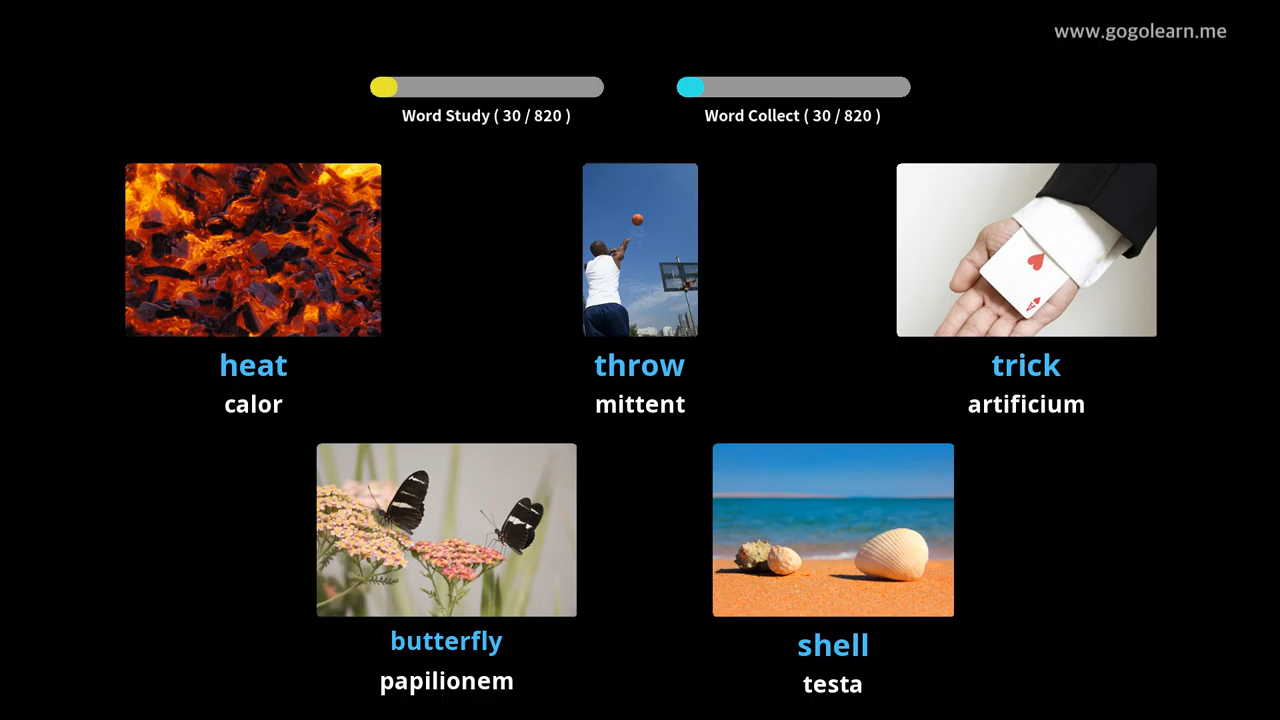 www.gogolearn.me
Word Study ( 30 / 820 )
Word Collect ( 30 / 820 )
heat
calor
throw
mittent
trick
artificium
butterfly
papilionem
shell
testa